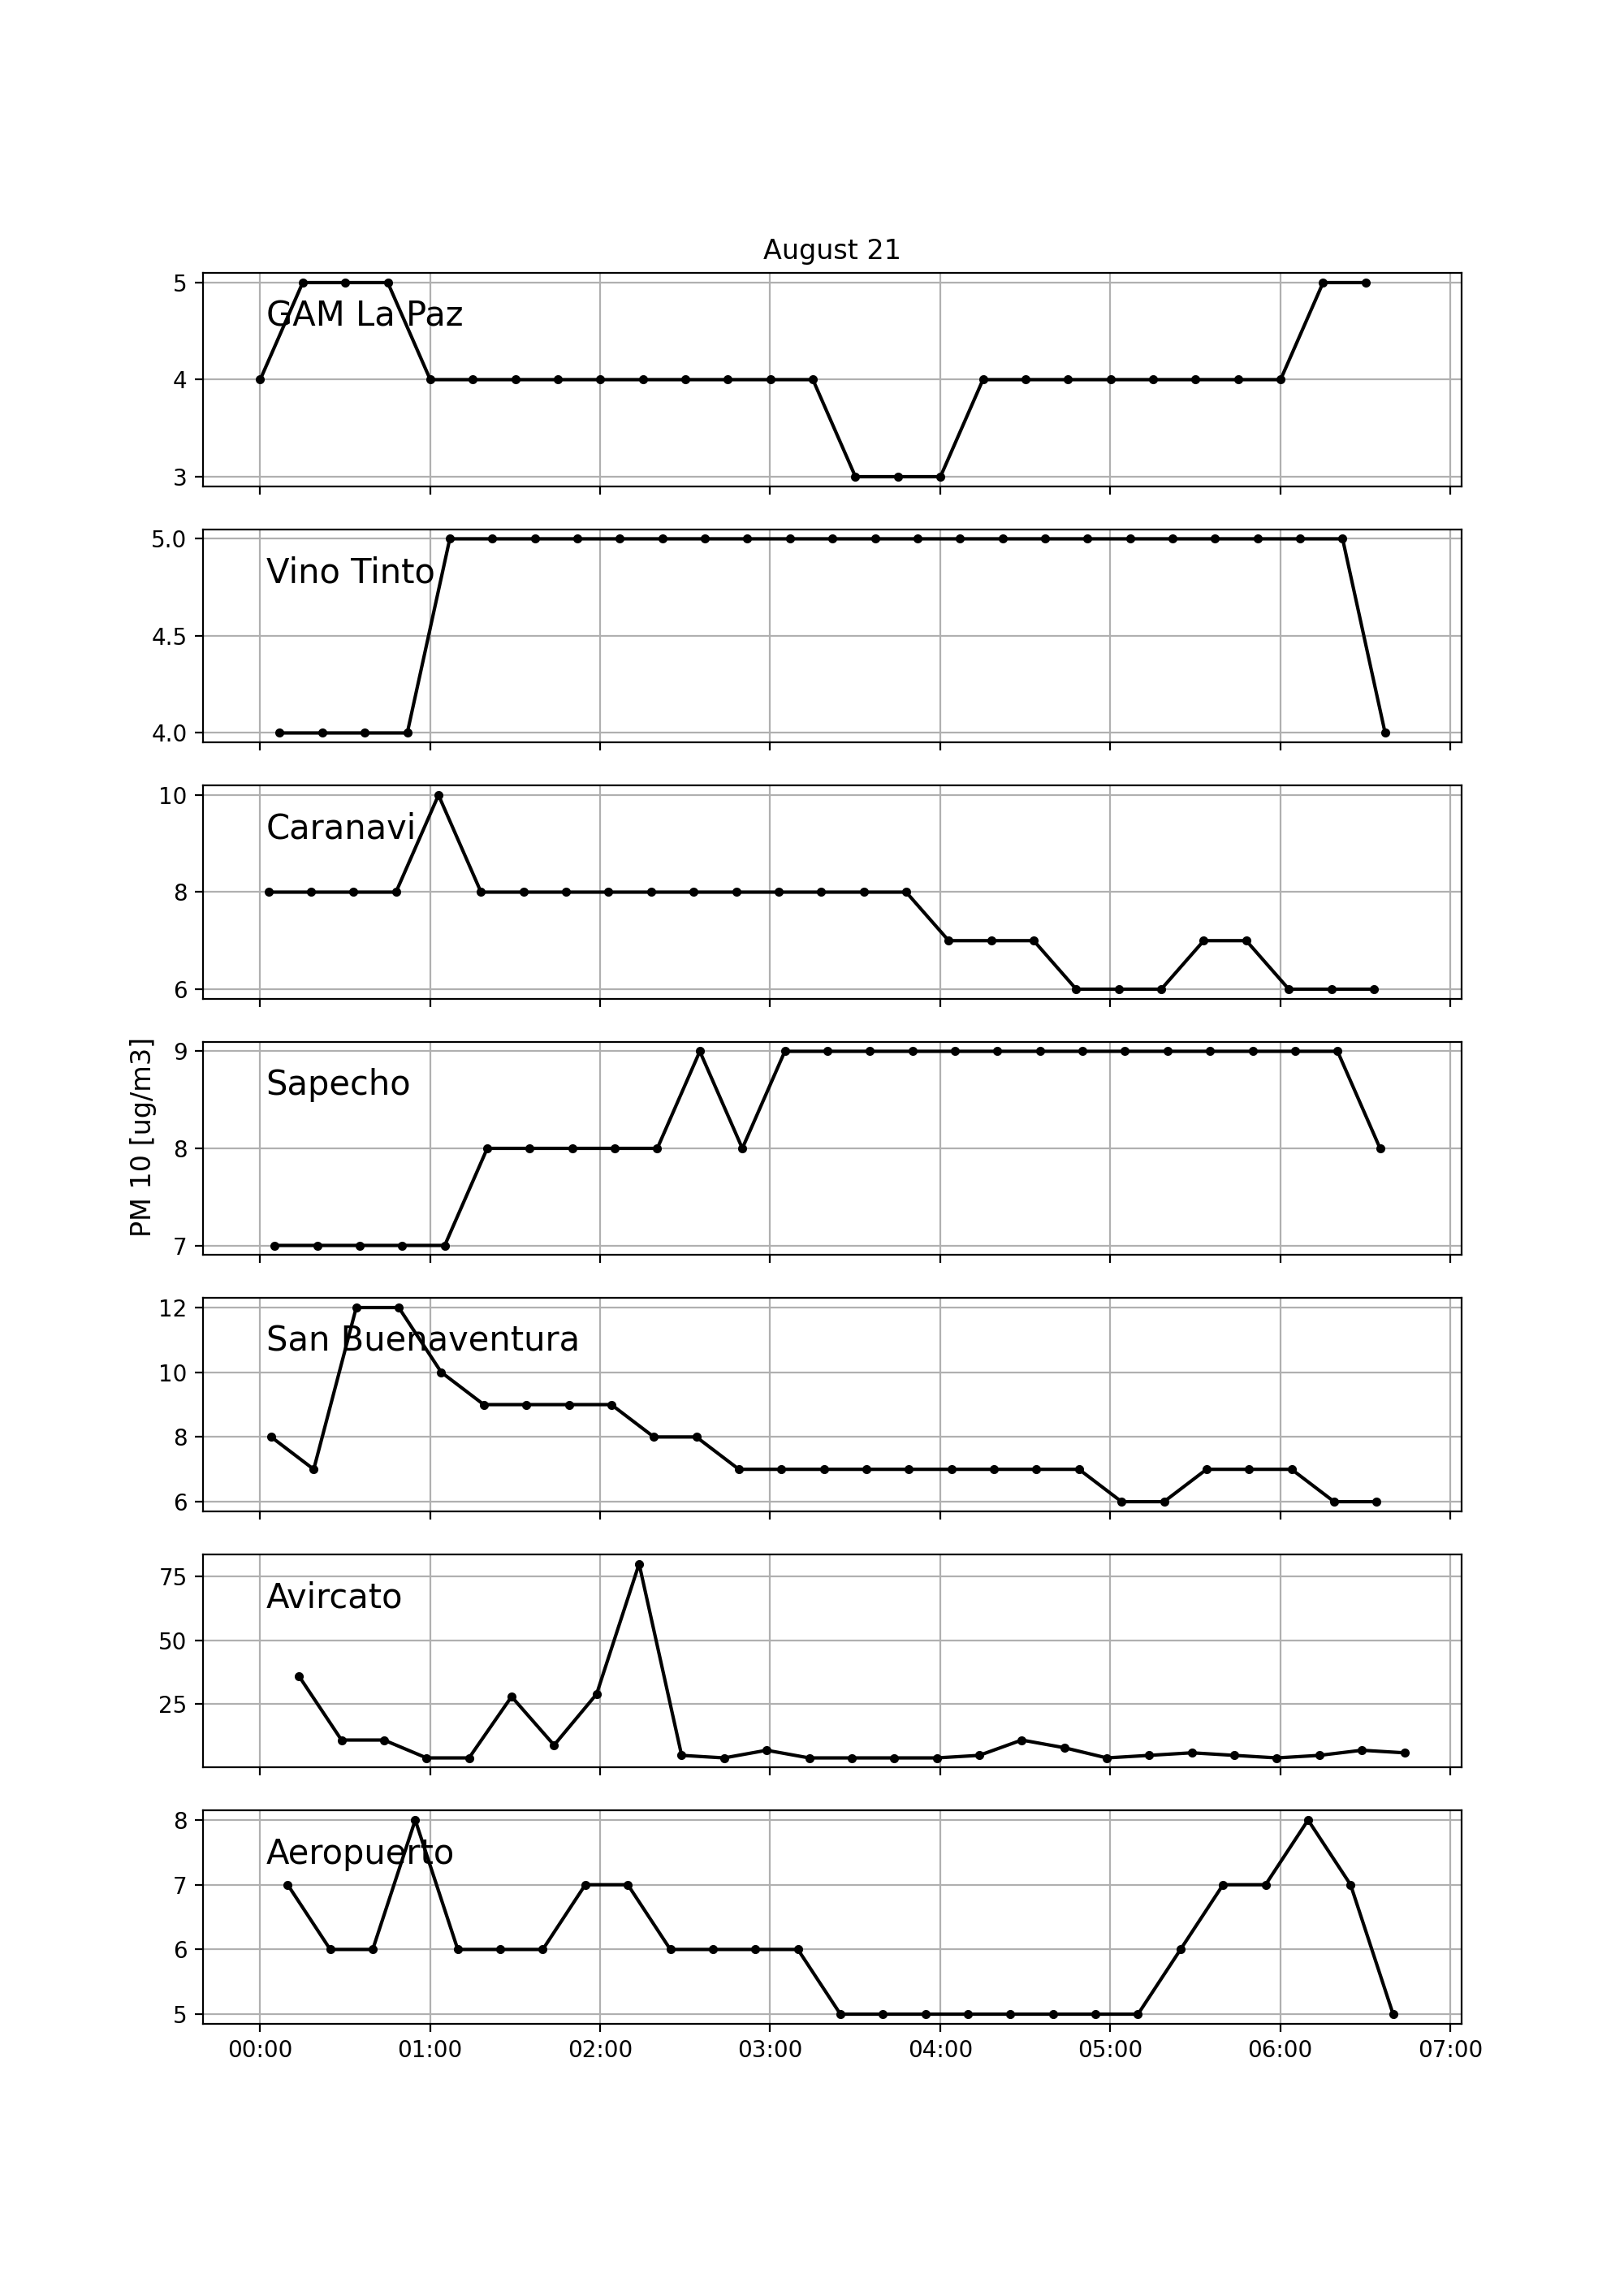 August 21
5
GAM La Paz
4
3
5.0
Vino Tinto
4.5
4.0
10
Caranavi
8
6
PM 10 [ug/m3]
9
Sapecho
8
7
12
San Buenaventura
10
8
6
75
Avircato
50
25
8
Aeropuerto
7
6
5
00:00 01:00 02:00 03:00 04:00 05:00 06:00 07:00